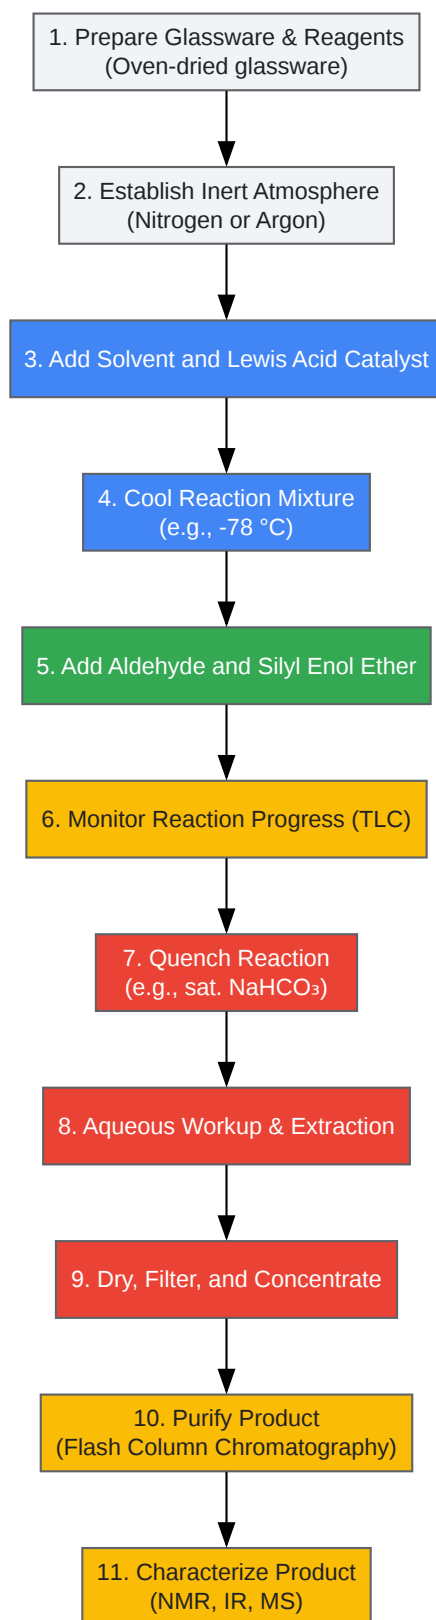 1. Prepare Glassware & Reagents
(Oven-dried glassware)
2. Establish Inert Atmosphere
(Nitrogen or Argon)
3. Add Solvent and Lewis Acid Catalyst
4. Cool Reaction Mixture
(e.g., -78 °C)
5. Add Aldehyde and Silyl Enol Ether
6. Monitor Reaction Progress (TLC)
7. Quench Reaction
(e.g., sat. NaHCO₃)
8. Aqueous Workup & Extraction
9. Dry, Filter, and Concentrate
10. Purify Product
(Flash Column Chromatography)
11. Characterize Product
(NMR, IR, MS)